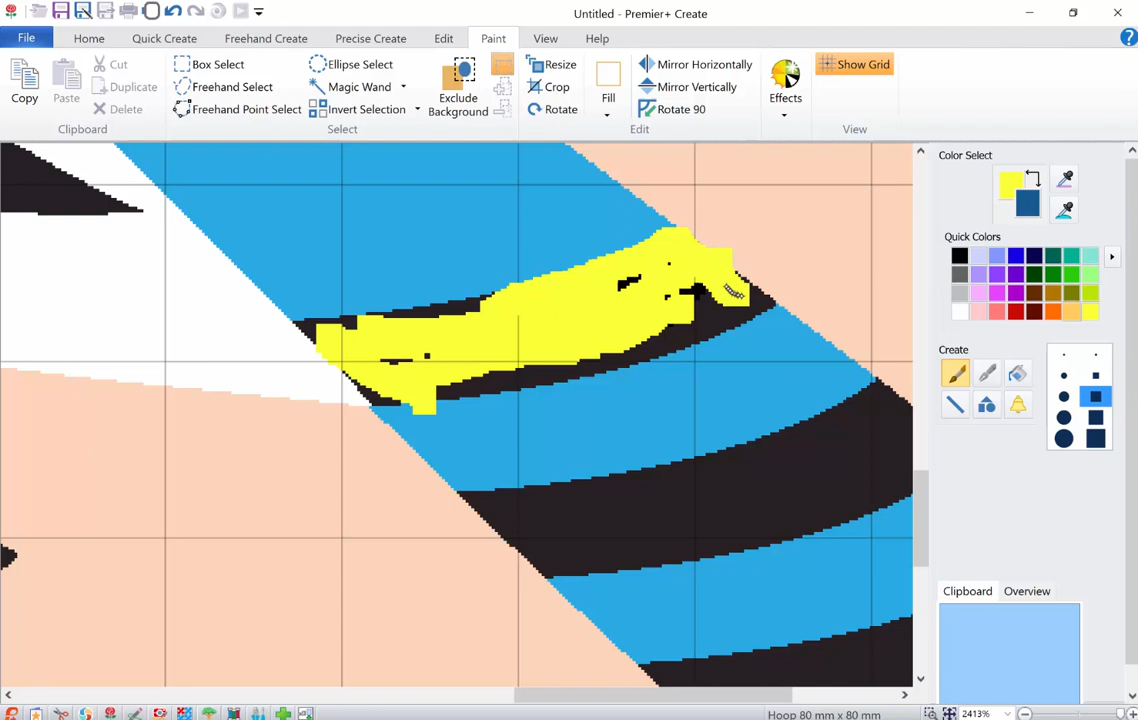 Untitled - Premier+ Create
File
Home
Quick Create
Freehand Create
Precise Create
Edit
Paint
View
Help
Copy
Paste
Cut
Duplicate
Delete
Clipboard
Box Select
Freehand Select
Freehand Point Select
Ellipse Select
Magic Wand
Invert Selection
Select
Exclude
Background
Resize
Crop
Rotate
Fill
Mirror Horizontally
Mirror Vertically
Rotate 90
Edit
Effects
Show Grid
View
Color Select
Quick Colors
Create
Clipboard
Overview
Hoop 80 mm x 80 mm
2413%